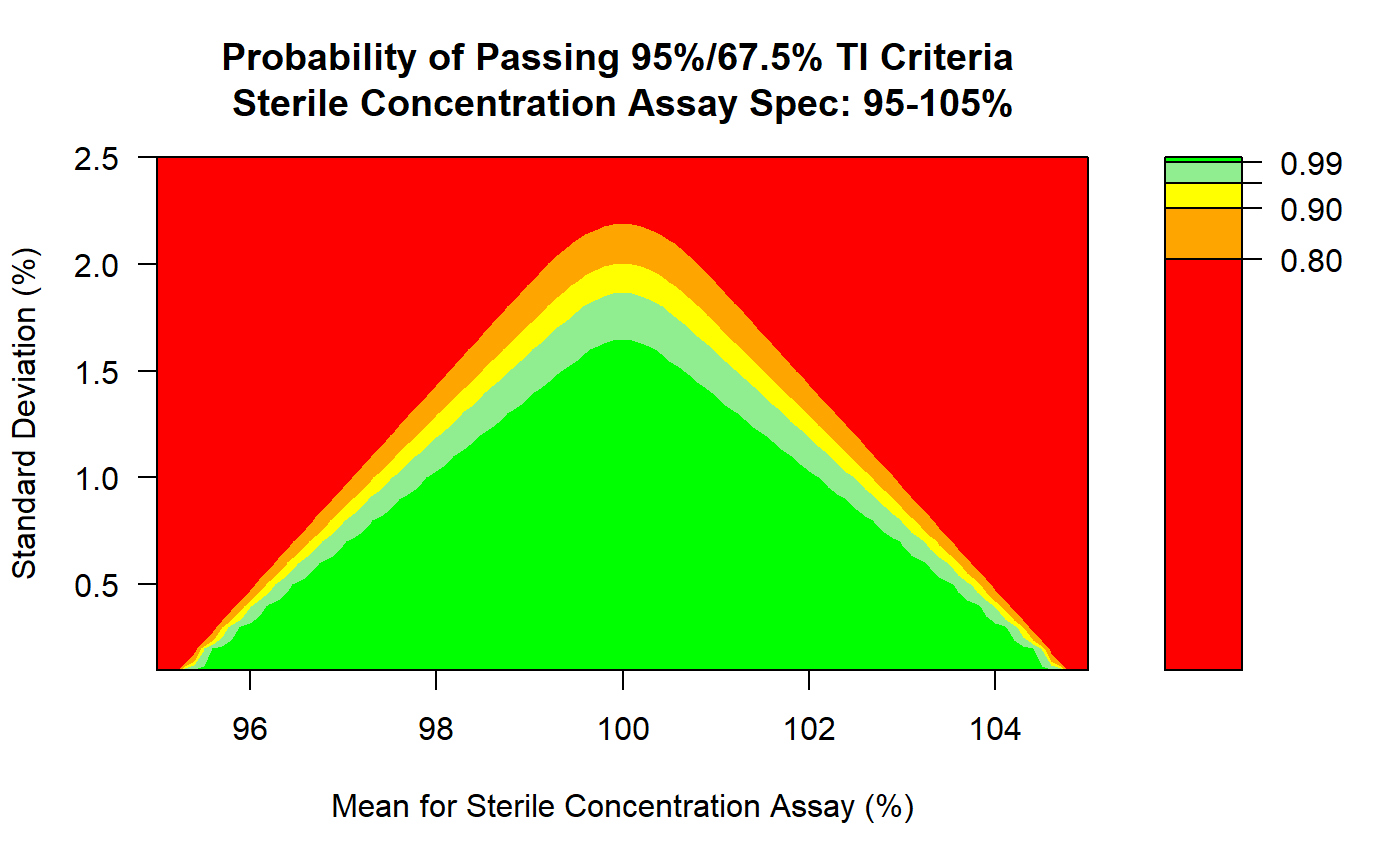 Probability of Passing 95%/67.5% TI Criteria
Sterile Concentration Assay Spec: 95-105%
Standard Deviation (%)
2.5
2.0
1.5
1.0
0.5
96 98 100 102 104
Mean for Sterile Concentration Assay (%)
0.99
0.90
0.80